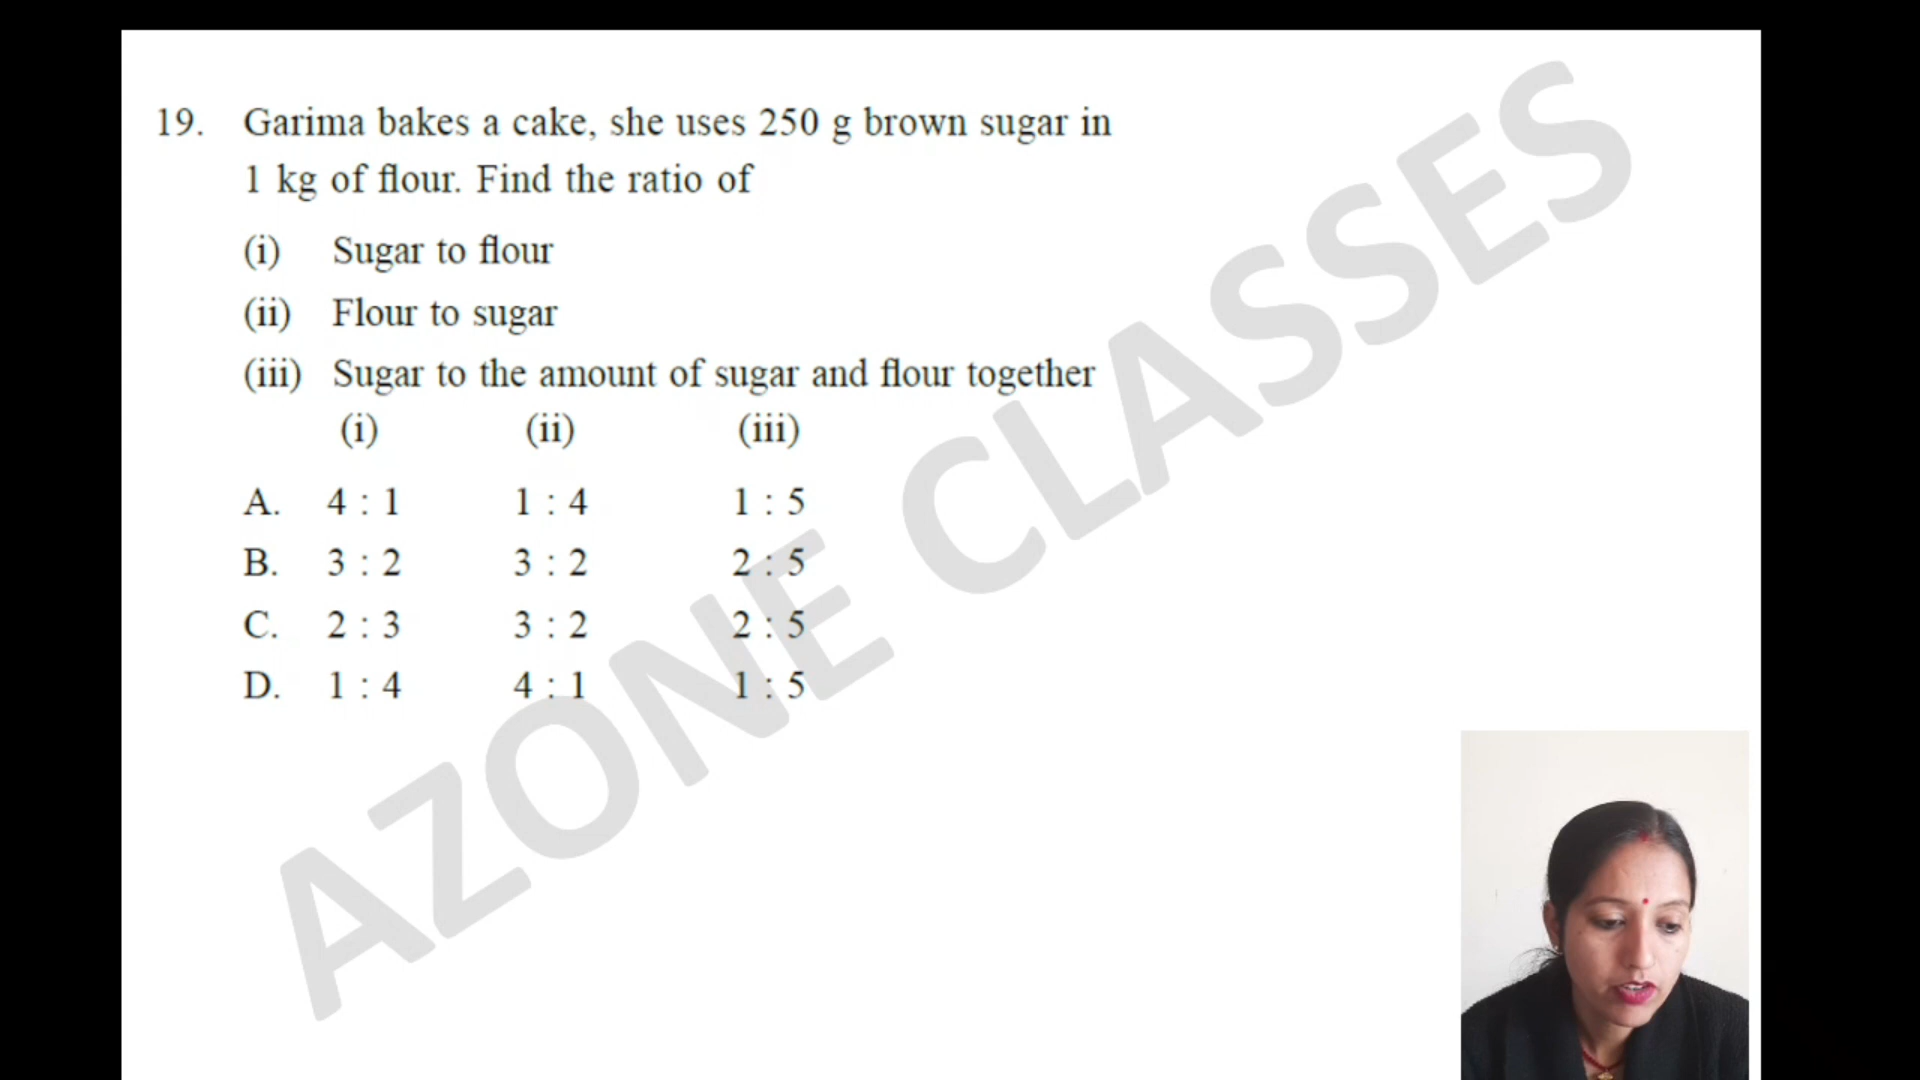 19. Garima bakes a cake, she uses 250 g brown sugar in
1 kg of flour. Find the ratio of
(i) Sugar to flour
(ii) Flour to sugar
(iii) Sugar to the amount of sugar and flour together
(i) (ii) (iii)
A. 4 : 1 1 : 4 1 : 5
B. 3 : 2 3 : 2 2 : 5
C. 2 : 3 3 : 2 2 : 5
D. 1 : 4 4 : 1 1 : 5
AZONE CLASSES